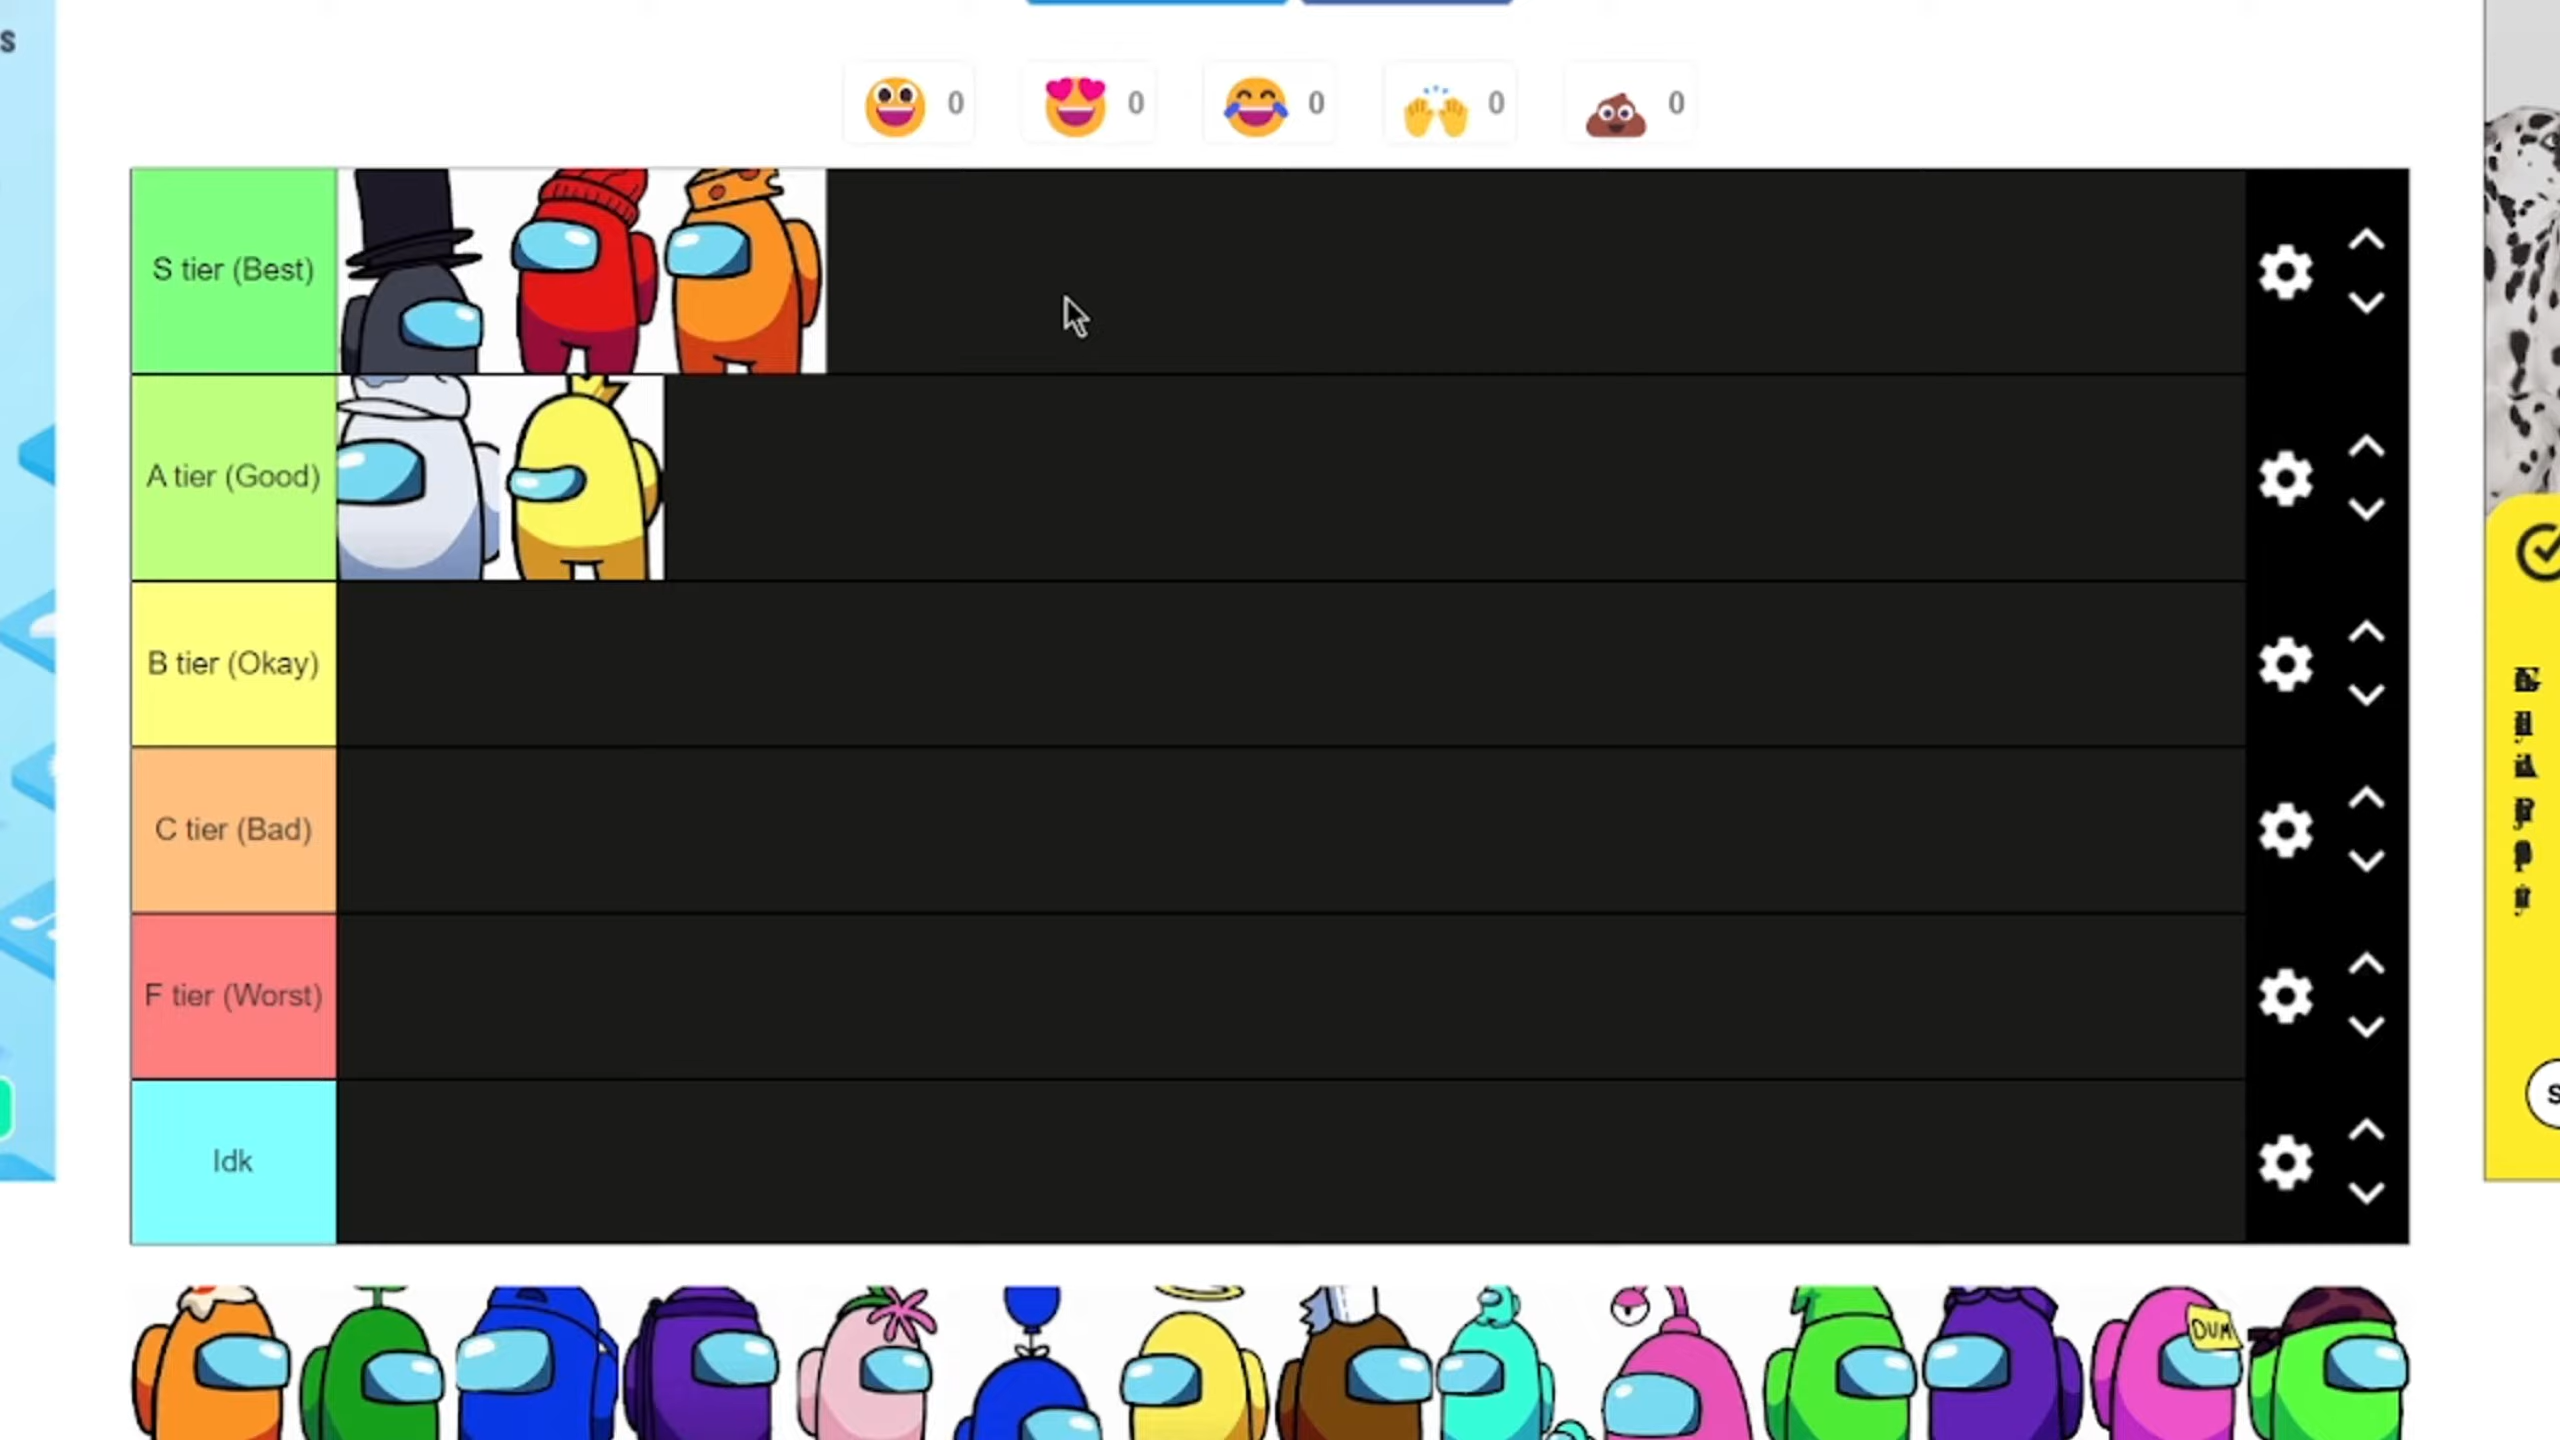 s
0 0 0 0 0
S tier (Best)
A tier (Good)
B tier (Okay)
C tier (Bad)
F tier (Worst)
Idk
DUM
S